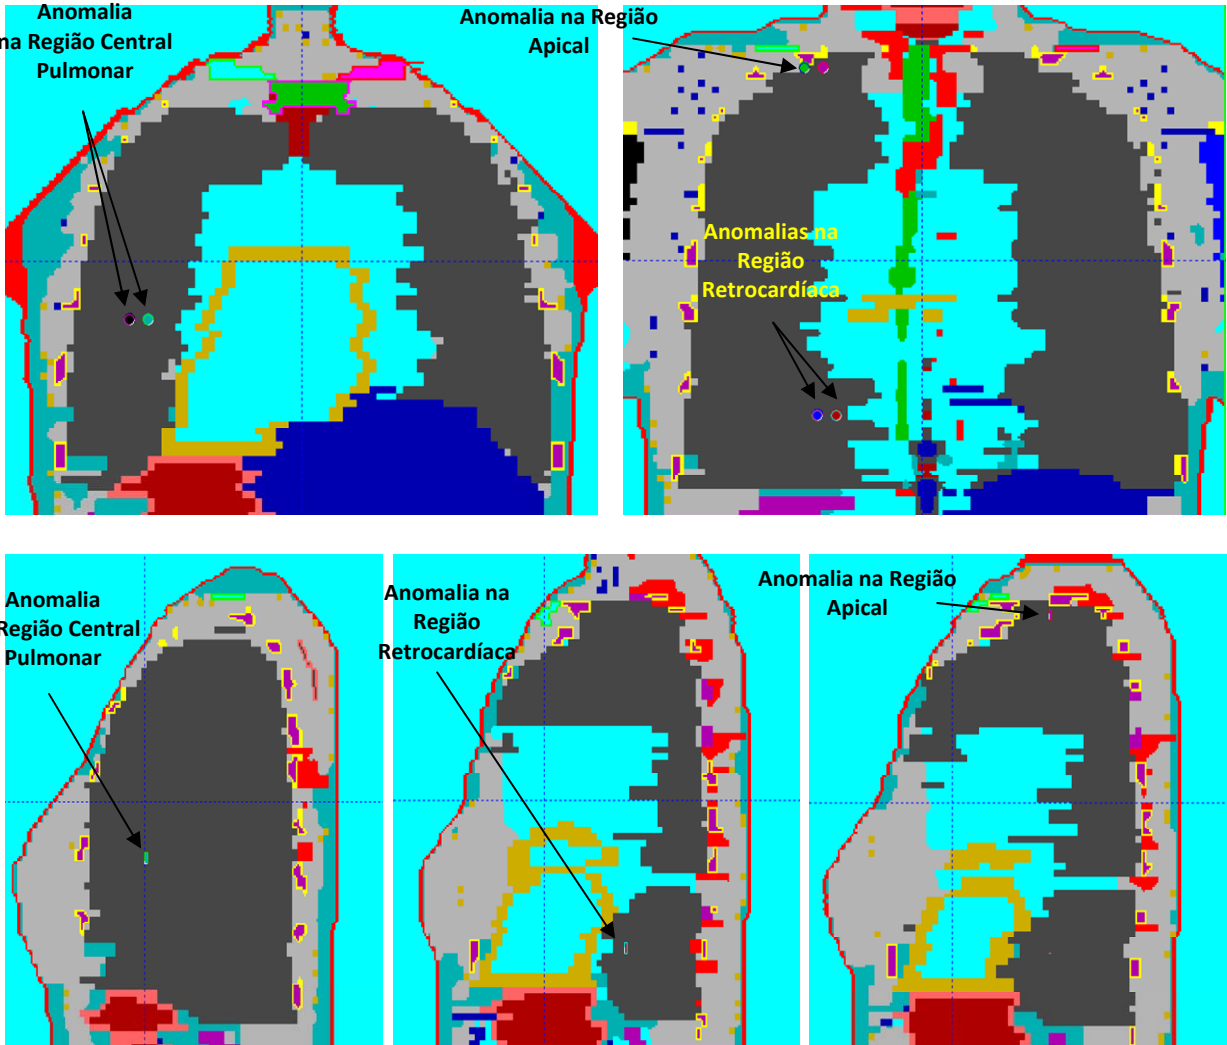 Anomalia
na Região Central
Pulmonar
Anomalia na Região
Apical
Anomalias na
Região
Retrocardíaca
Anomalia
Região Central
Pulmonar
Anomalia na
Região
Retrocardíaca
Anomalia na Região
Apical